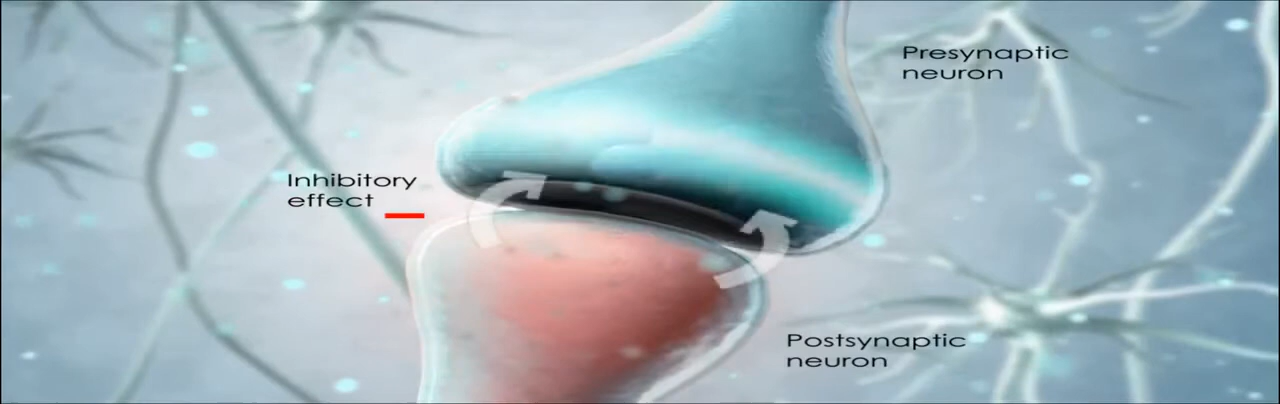 Presynaptic
neuron
Inhibitory
effect
Postsynaptic
neuron